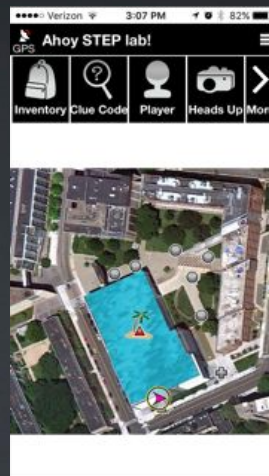 Verizon 3:07 PM 82%
GPS Ahoy STEP lab!
Inventory Clue Code Player Heads Up Mor